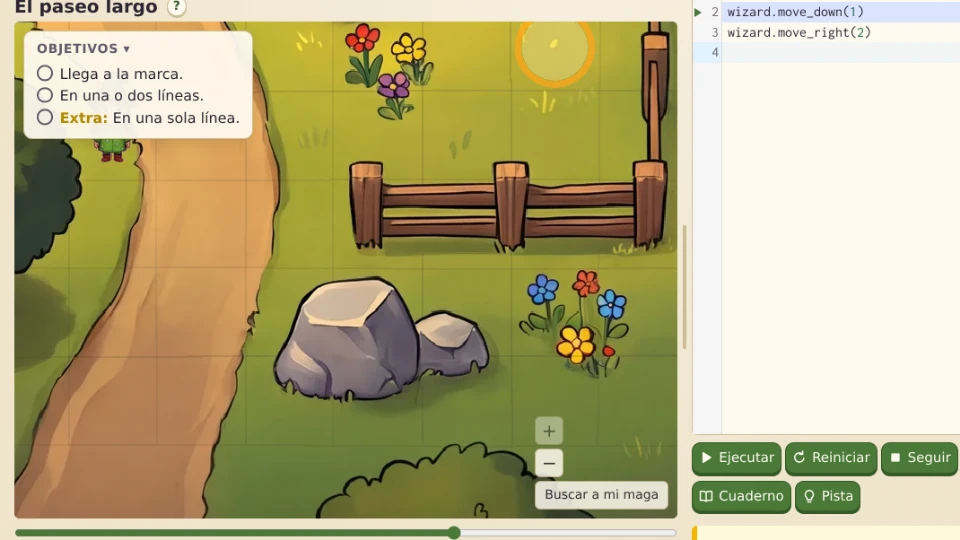 El paseo largo ?
OBJETIVOS ▾
Llega a la marca.
En una o dos líneas.
Extra: En una sola línea.
2 wizard.move_down(1)
3 wizard.move_right(2)
4
+
−
Buscar a mi maga
Ejecutar Reiniciar Seguir
Cuaderno Pista